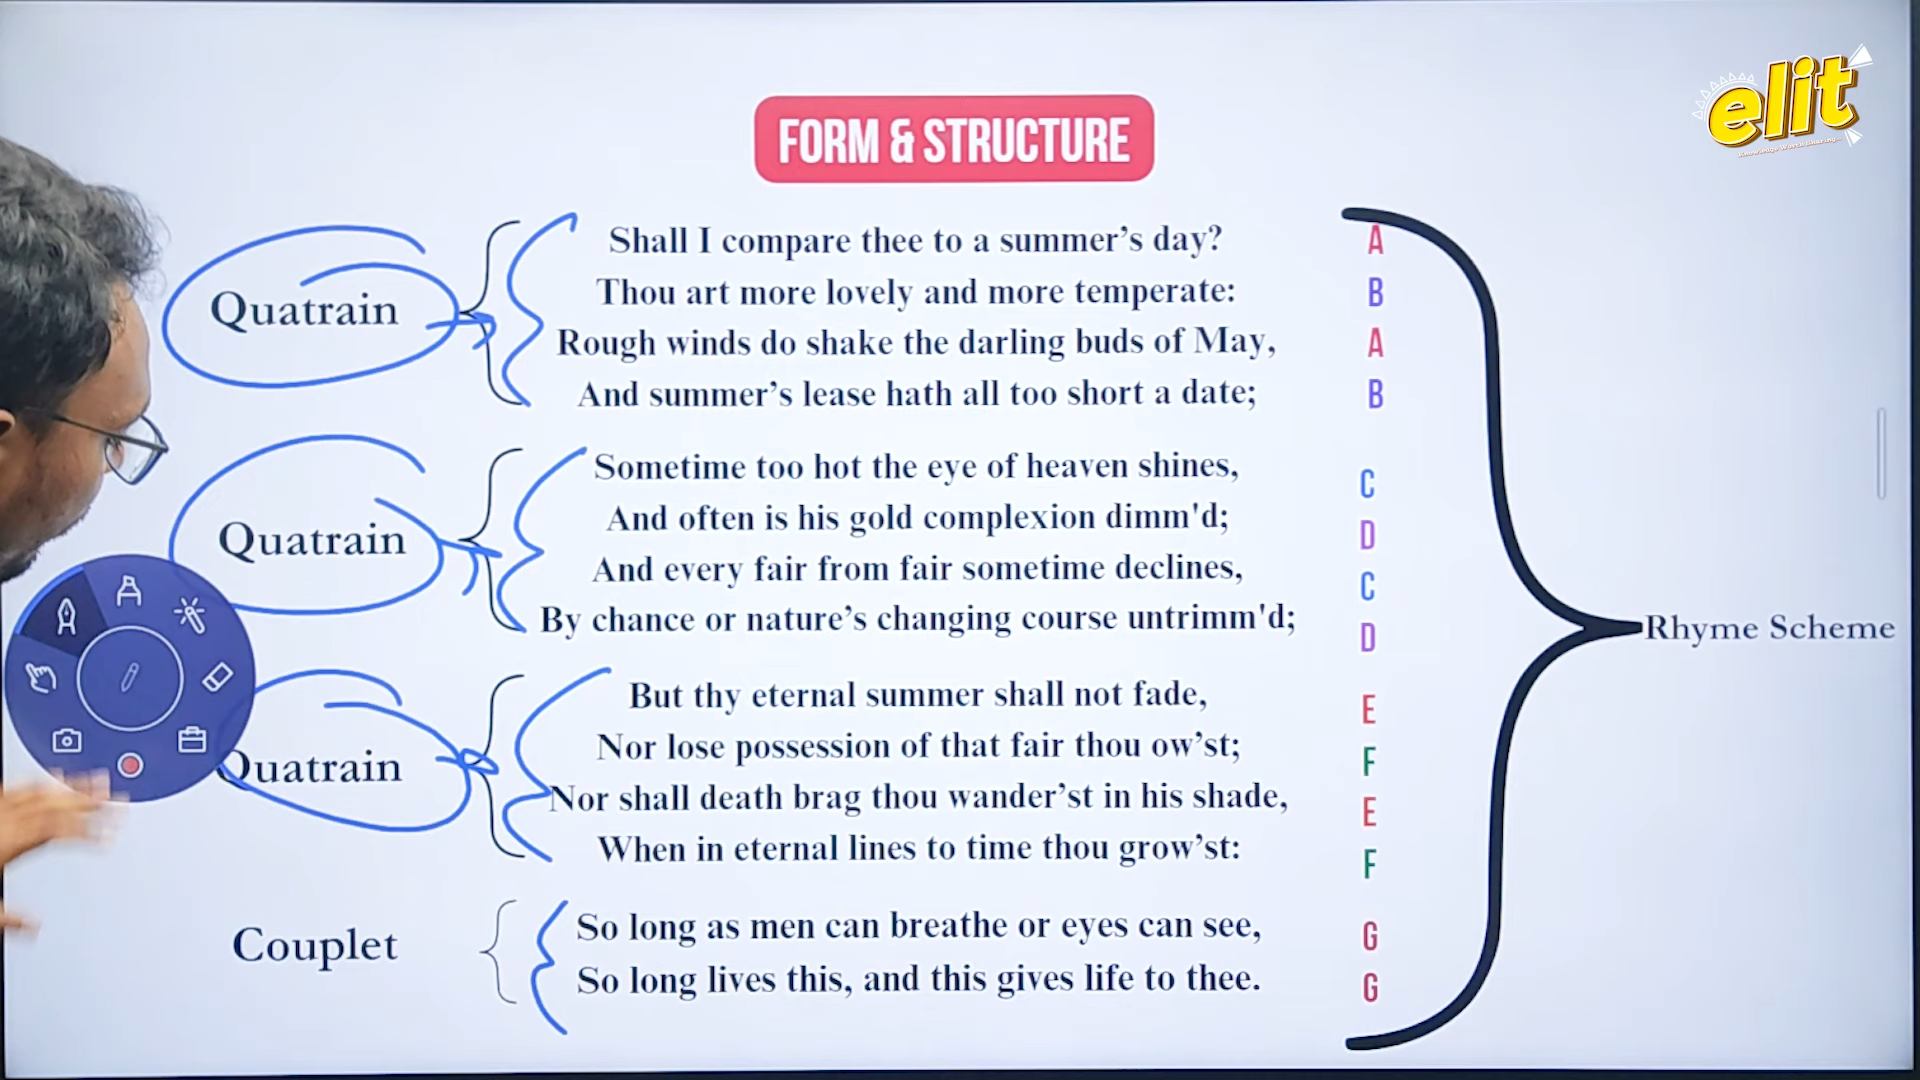 elit
Knowledge Worth Sharing...
FORM & STRUCTURE
Quatrain
Shall I compare thee to a summer’s day? A
Thou art more lovely and more temperate: B
Rough winds do shake the darling buds of May, A
And summer’s lease hath all too short a date; B
Quatrain
Sometime too hot the eye of heaven shines, C
And often is his gold complexion dimm'd; D
And every fair from fair sometime declines, C
By chance or nature’s changing course untrimm'd; D
Rhyme Scheme
Quatrain
But thy eternal summer shall not fade, E
Nor lose possession of that fair thou ow’st; F
Nor shall death brag thou wander’st in his shade, E
When in eternal lines to time thou grow’st: F
Couplet
So long as men can breathe or eyes can see, G
So long lives this, and this gives life to thee. G